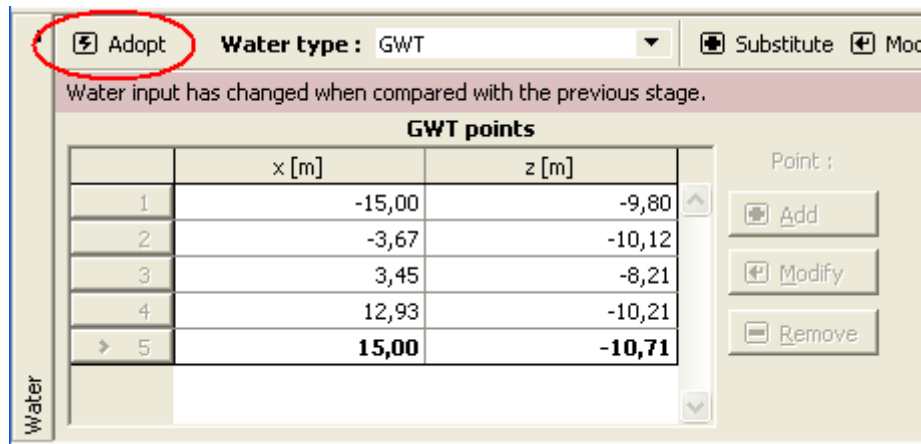 Adopt Water type : GWT Substitute Mod
Water input has changed when compared with the previous stage.
GWT points
x [m] z [m]
1 -15,00 -9,80
2 -3,67 -10,12
3 3,45 -8,21
4 12,93 -10,21
5 15,00 -10,71
Point :
Add
Modify
Remove
Water